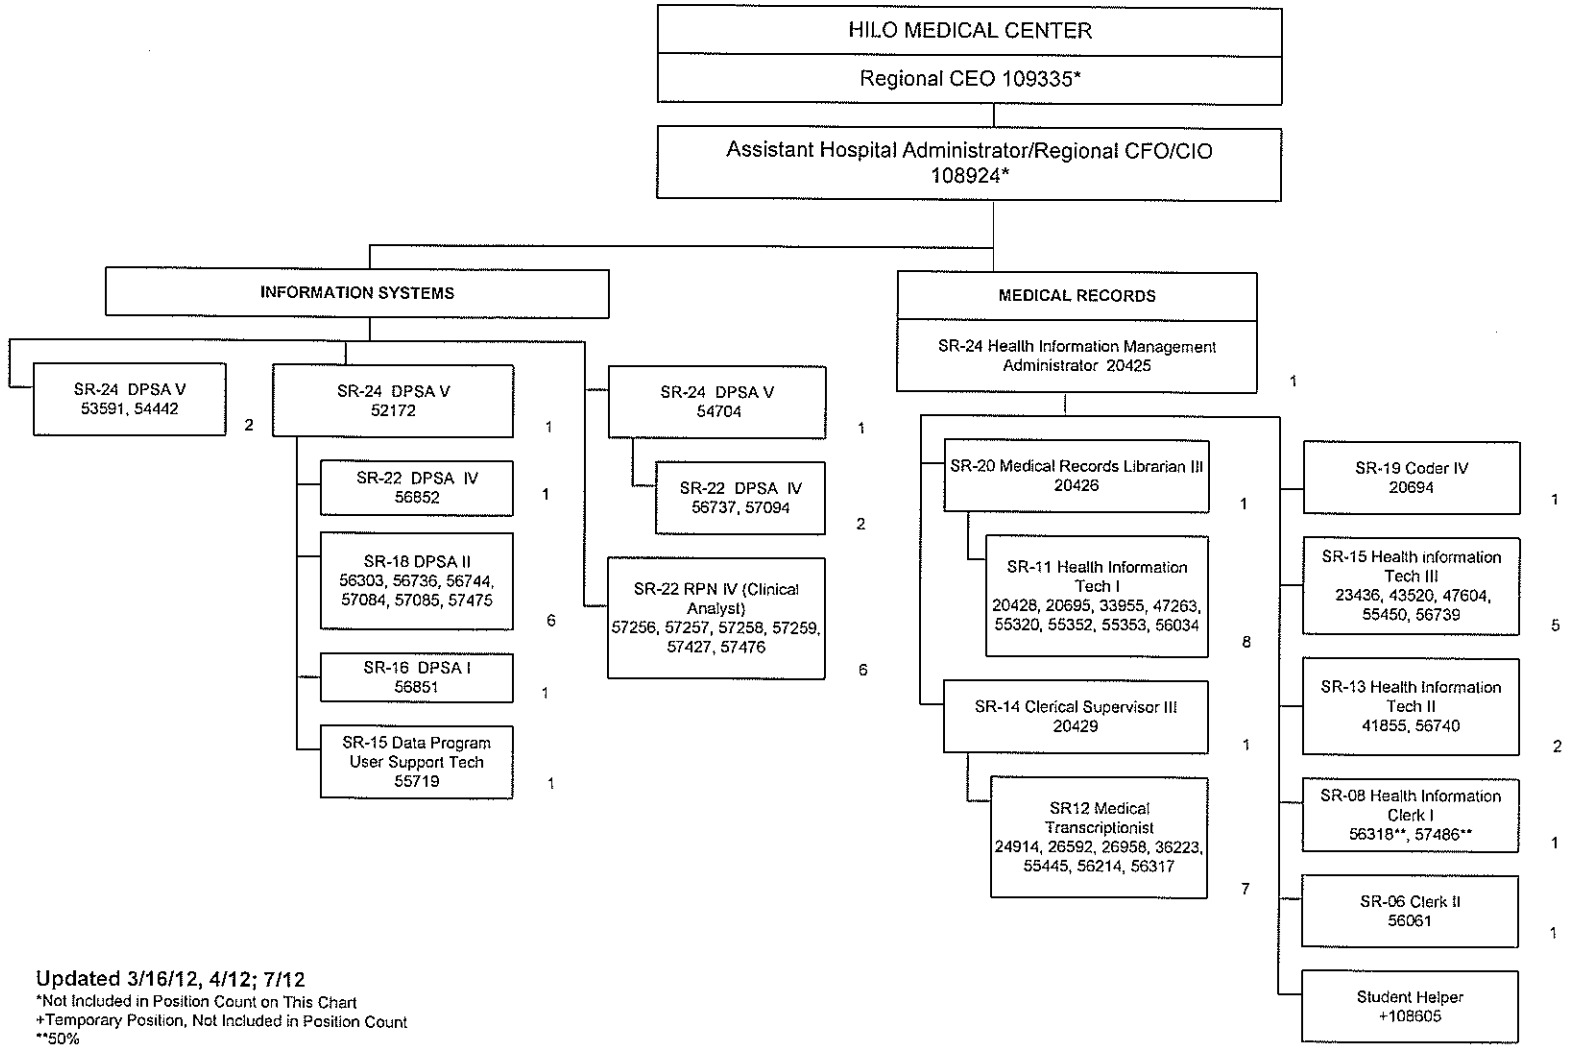 HILO MEDICAL CENTER
Regional CEO 109335*
Assistant Hospital Administrator/Regional CFO/CIO
108924*
INFORMATION SYSTEMS
SR-24 DPSA V
53591, 54442
2
SR-24 DPSA V
52172
1
SR-22 DPSA IV
56852
1
SR-18 DPSA II
56303, 56736, 56744,
57084, 57085, 57475
6
SR-16 DPSA I
56851
1
SR-15 Data Program
User Support Tech
55719
1
SR-24 DPSA V
54704
1
SR-22 DPSA IV
56737, 57094
2
SR-22 RPN IV (Clinical
Analyst)
57256, 57257, 57258, 57259,
57427, 57476
6
MEDICAL RECORDS
SR-24 Health Information Management
Administrator 20425
1
SR-20 Medical Records Librarian III
20426
1
SR-11 Health Information
Tech I
20428, 20695, 33955, 47263,
55320, 55352, 55353, 56034
8
SR-14 Clerical Supervisor III
20429
1
SR12 Medical
Transcriptionist
24914, 26592, 26958, 36223,
55445, 56214, 56317
7
SR-19 Coder IV
20694
1
SR-15 Health information
Tech III
23436, 43520, 47604,
55450, 56739
5
SR-13 Health Information
Tech II
41855, 56740
2
SR-08 Health Information
Clerk I
56318**, 57486**
1
SR-06 Clerk II
56061
1
Student Helper
+108605
Updated 3/16/12, 4/12; 7/12
*Not Included in Position Count on This Chart
+Temporary Position, Not Included in Position Count
**50%